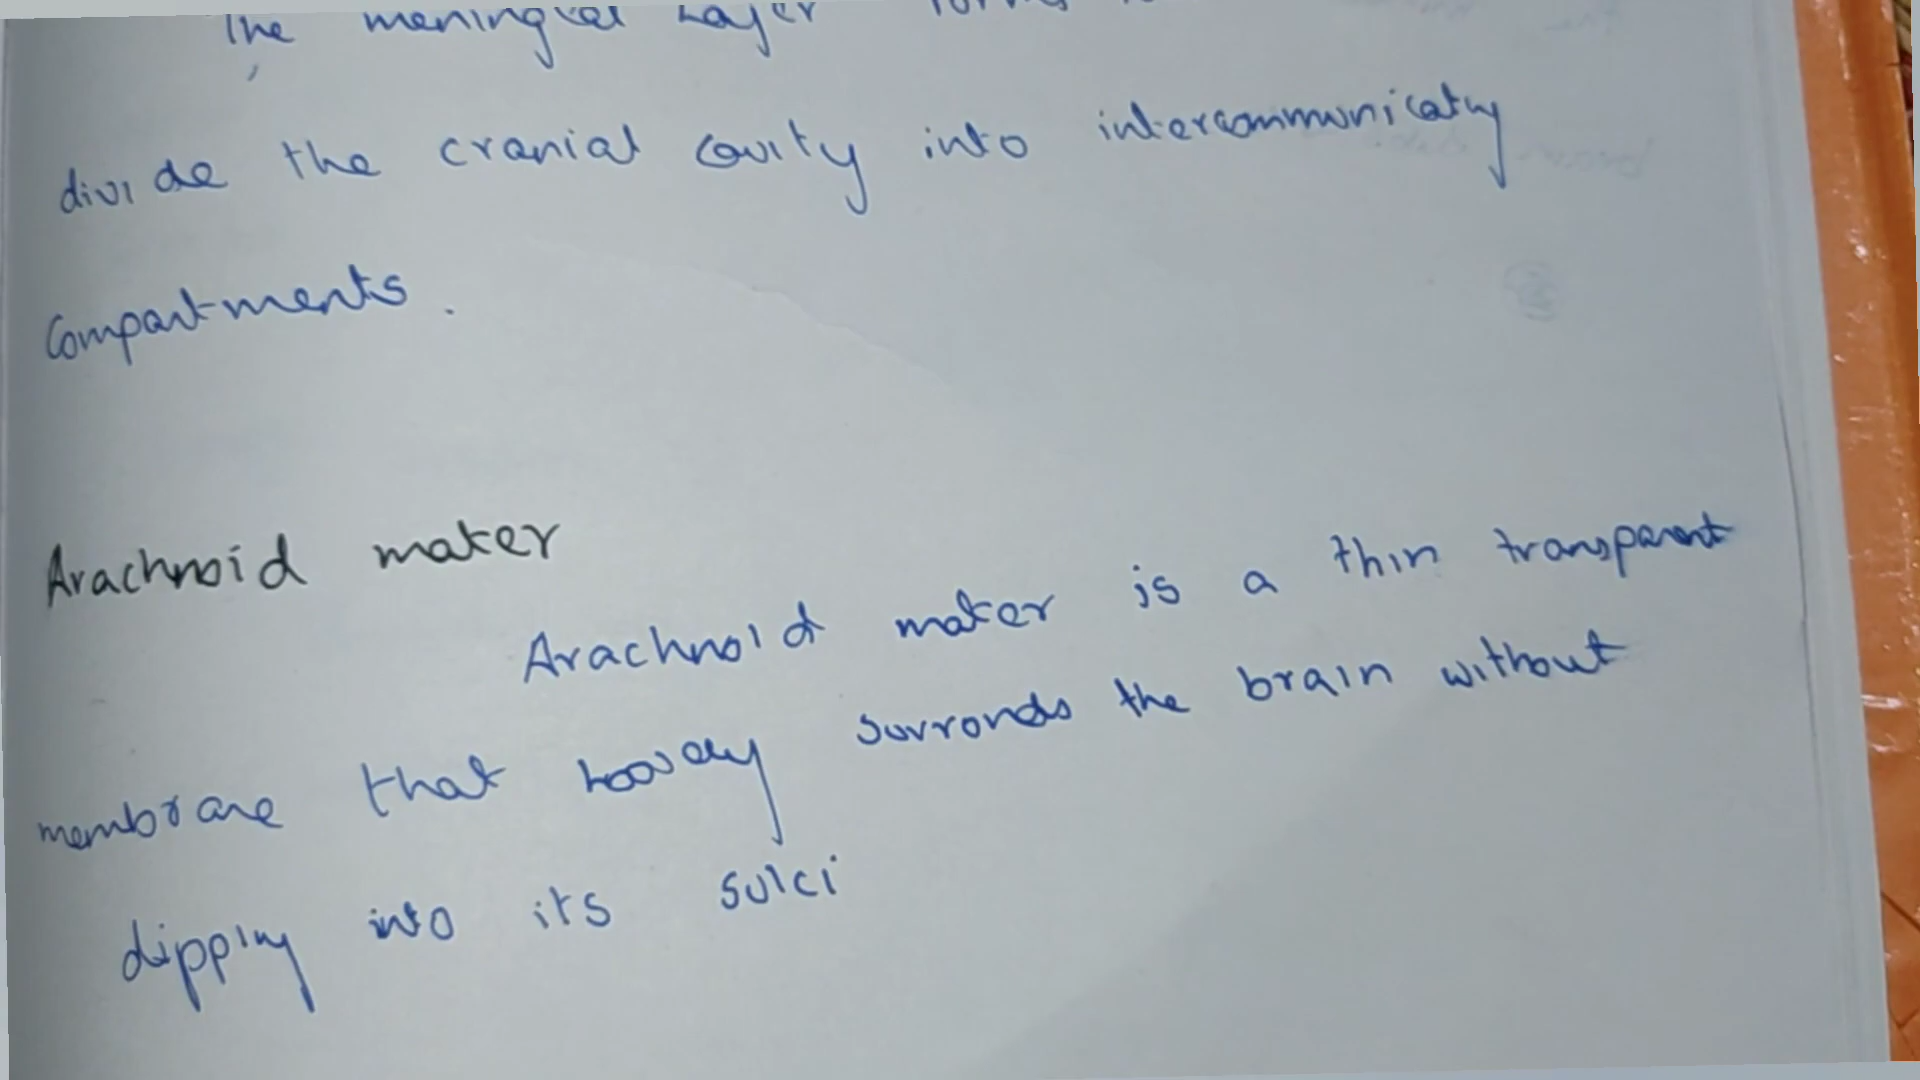 The meningeal Layer forms
divide the cranial cavity into intercommunicating
Compartments.
Arachnoid mater
Arachnoid mater is a thin transparent
membrane that loosely surronds the brain without
dipping into its sulci